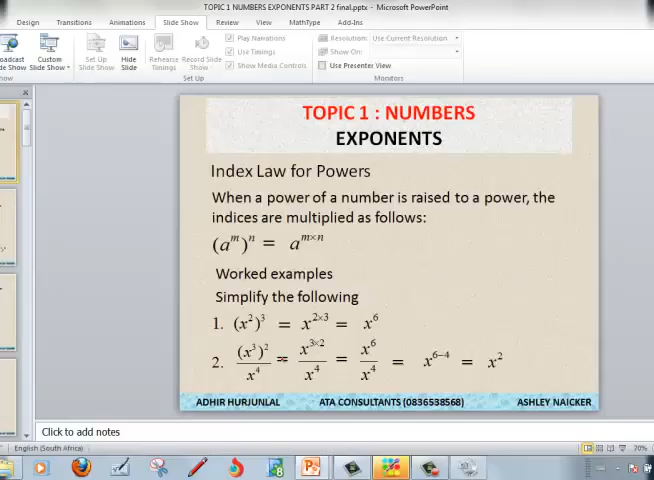 TOPIC 1 NUMBERS EXPONENTS PART 2 final.pptx - Microsoft PowerPoint
Design Transitions Animations Slide Show Review View MathType Add-Ins
Broadcast Slide Show Custom Slide Show Set Up Slide Show Hide Slide Rehearse Timings Record Slide Show
Play Narrations
Use Timings
Show Media Controls
Resolution: Use Current Resolution
Show On:
Use Presenter View
Set Up Monitors
TOPIC 1 : NUMBERS
EXPONENTS
Index Law for Powers
When a power of a number is raised to a power, the
indices are multiplied as follows:
(a^m)^n = a^{m×n}
Worked examples
Simplify the following
1. (x^2)^3 = x^{2×3} = x^6
2. (x^3)^2/x^4 = x^{3×2}/x^4 = x^6/x^4 = x^{6-4} = x^2
ADHIR HURJUNLAL ATA CONSULTANTS (0836538568) ASHLEY NAICKER
Click to add notes
English (South Africa) 70%